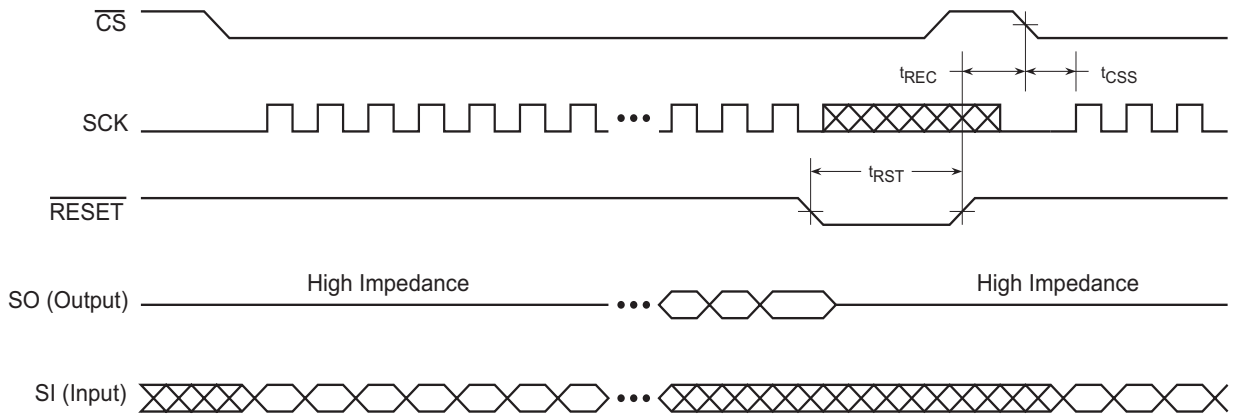 CS
tREC
tCSS
SCK
tRST
RESET
High Impedance
High Impedance
SO (Output)
SI (Input)